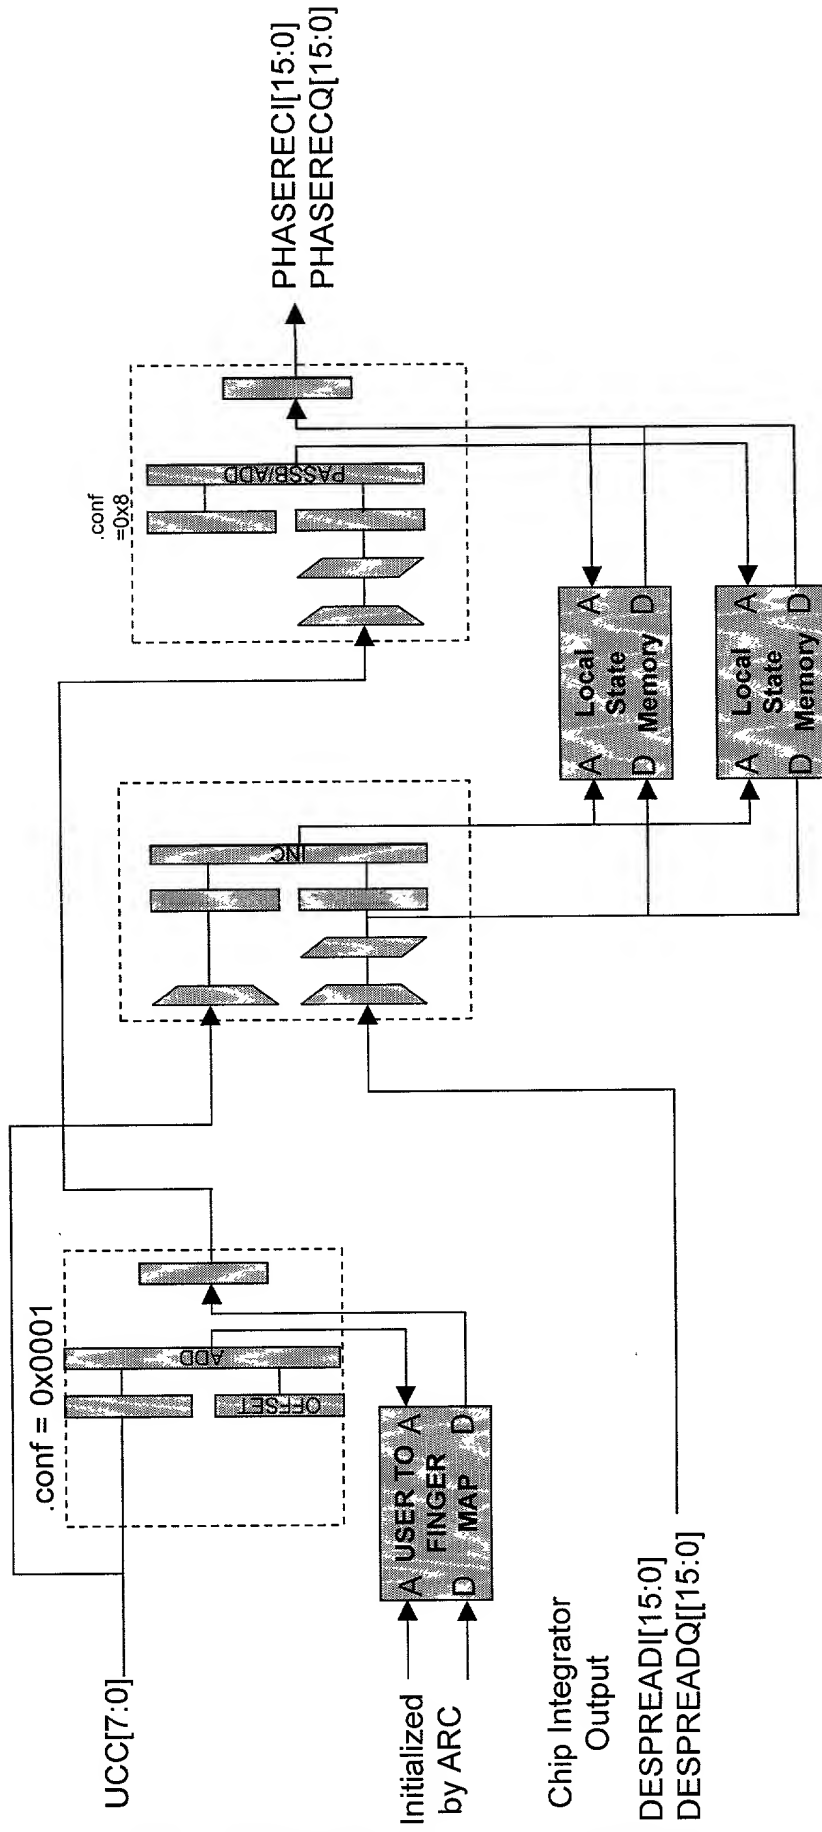 UCC[7:0]
.conf = 0x0001
ADD
OFFSET
A USER TO A
FINGER
D MAP D
Initialized
by ARC
Chip Integrator
Output
DESPREADI[15:0]
DESPREADQ[[15:0]
INC
.conf
=0x8
PASSB/ADD
A Local A
State
D Memory D
A Local A
State
D Memory D
PHASERECI[15:0]
PHASERECQ[15:0]